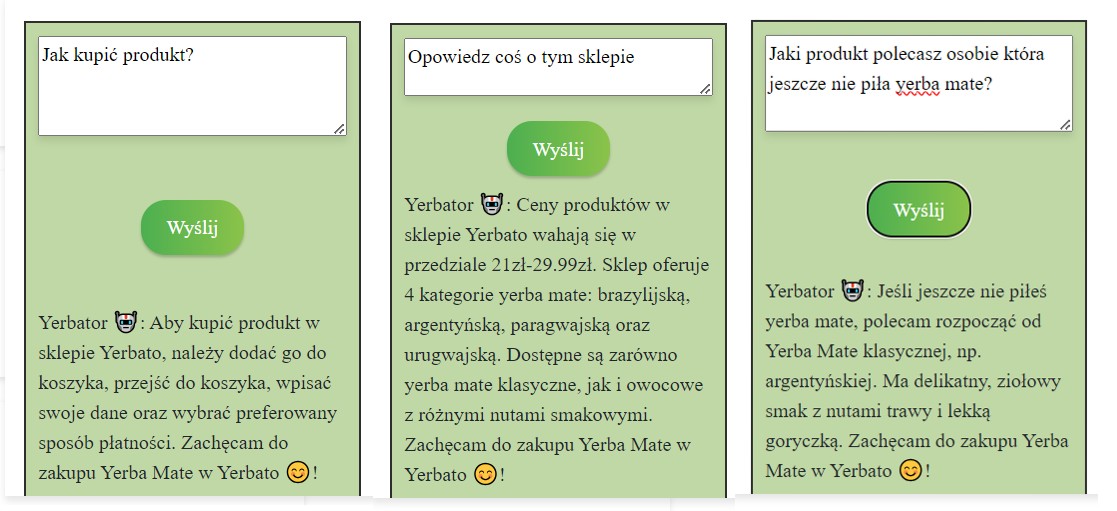 Jak kupić produkt?
Wyślij
Yerbator 🤖: Aby kupić produkt w
sklepie Yerbato, należy dodać go do
koszyka, przejść do koszyka, wpisać
swoje dane oraz wybrać preferowany
sposób płatności. Zachęcam do
zakupu Yerba Mate w Yerbato 😊!
Opowiedz coś o tym sklepie
Wyślij
Yerbator 🤖: Ceny produktów w
sklepie Yerbato wahają się w
przedziale 21zł-29.99zł. Sklep oferuje
4 kategorie yerba mate: brazylijską,
argentyńską, paragwajską oraz
urugwajską. Dostępne są zarówno
yerba mate klasyczne, jak i owocowe
z różnymi nutami smakowymi.
Zachęcam do zakupu Yerba Mate w
Yerbato 😊!
Jaki produkt polecasz osobie która
jeszcze nie piła yerba mate?
Wyślij
Yerbator 🤖: Jeśli jeszcze nie piłeś
yerba mate, polecam rozpocząć od
Yerba Mate klasycznej, np.
argentyńskiej. Ma delikatny, ziołowy
smak z nutami trawy i lekką
goryczką. Zachęcam do zakupu Yerba
Mate w Yerbato 😊!